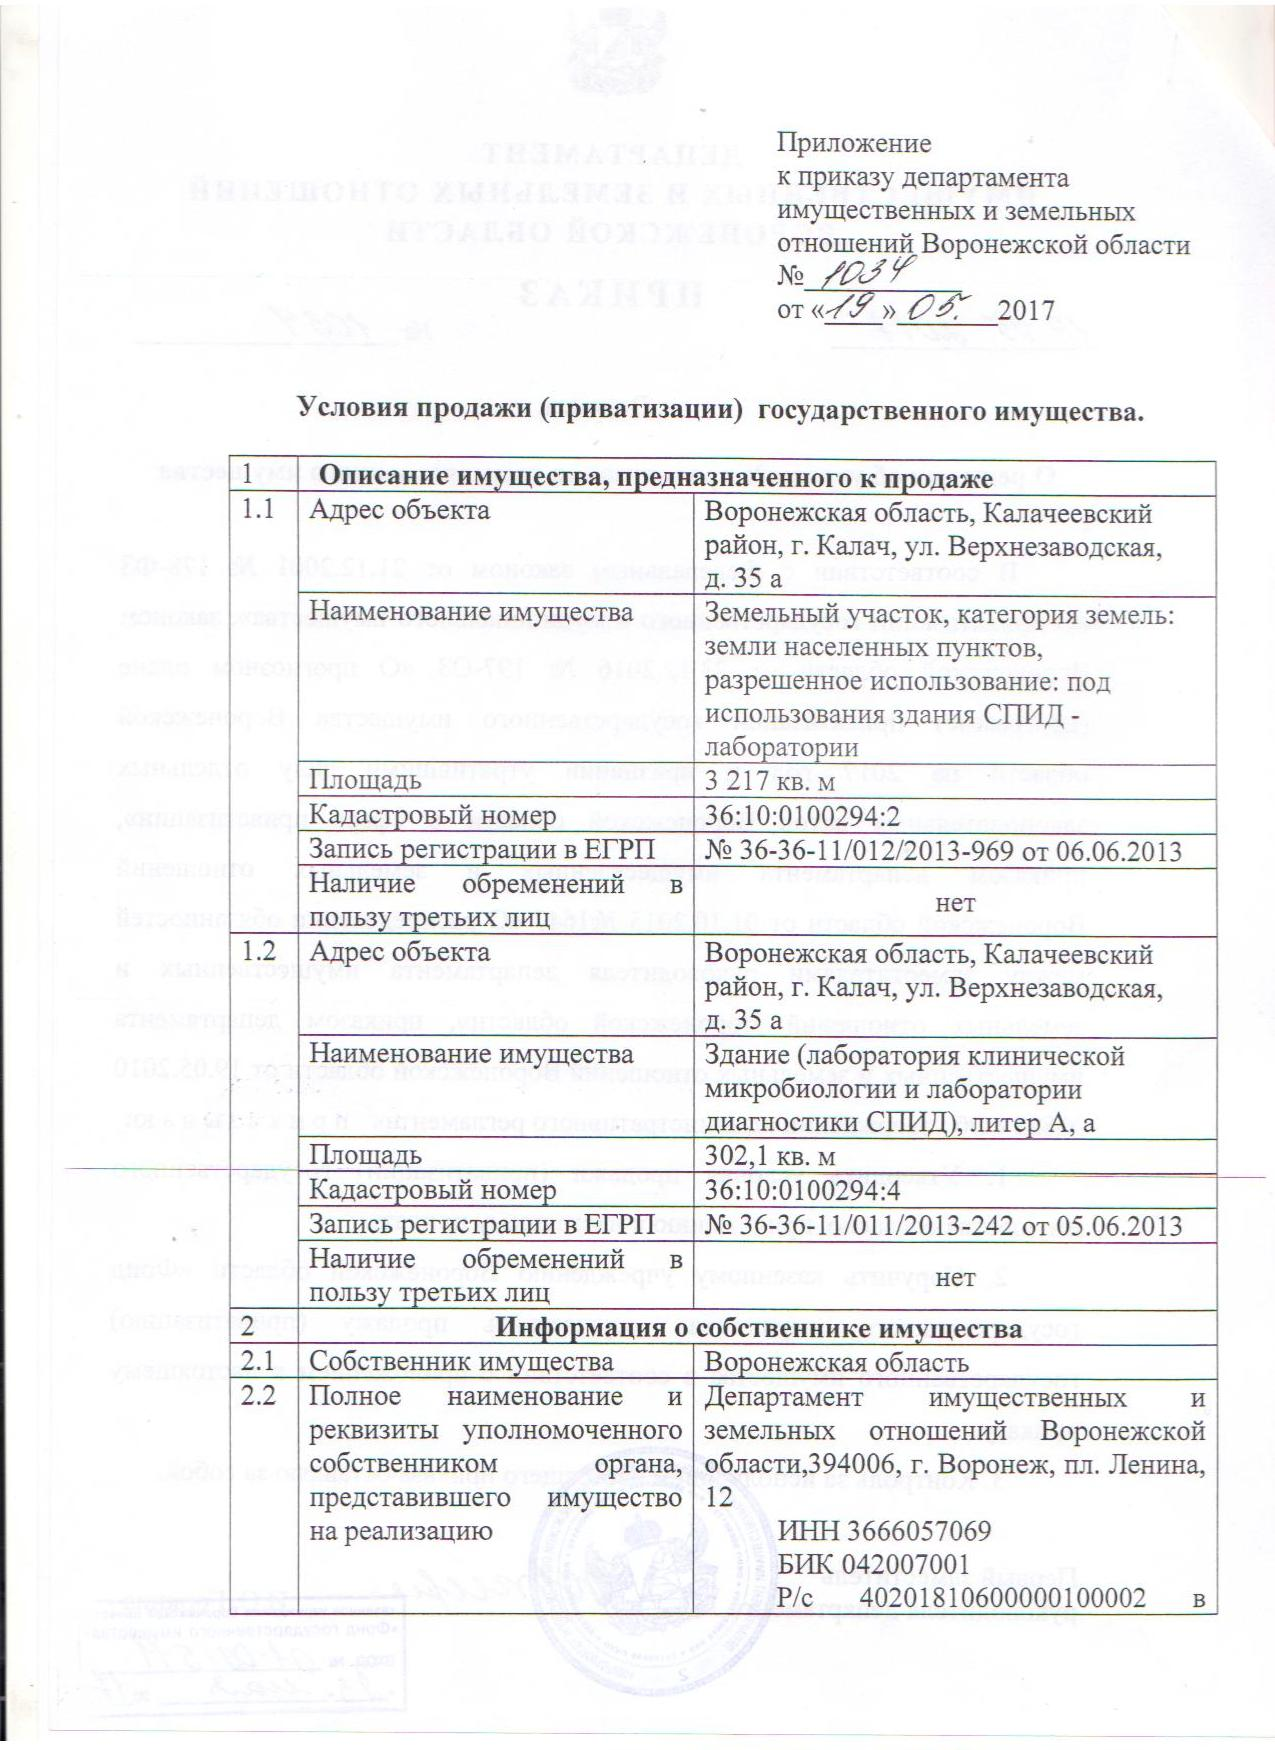 Приложение
к приказу департамента
имущественных и земельных
отношений Воронежской области
№ 1034
от «19» 05. 2017
Условия продажи (приватизации) государственного имущества.
1 Описание имущества, предназначенного к продаже
1.1 Адрес объекта Воронежская область, Калачеевский
район, г. Калач, ул. Верхнезаводская,
д. 35 а
Наименование имущества Земельный участок, категория земель:
земли населенных пунктов,
разрешенное использование: под
использования здания СПИД -
лаборатории
Площадь 3 217 кв. м
Кадастровый номер 36:10:0100294:2
Запись регистрации в ЕГРП № 36-36-11/012/2013-969 от 06.06.2013
Наличие обременений в
пользу третьих лиц нет
1.2 Адрес объекта Воронежская область, Калачеевский
район, г. Калач, ул. Верхнезаводская,
д. 35 а
Наименование имущества Здание (лаборатория клинической
микробиологии и лаборатории
диагностики СПИД), литер А, а
Площадь 302,1 кв. м
Кадастровый номер 36:10:0100294:4
Запись регистрации в ЕГРП № 36-36-11/011/2013-242 от 05.06.2013
Наличие обременений в
пользу третьих лиц нет
2 Информация о собственнике имущества
2.1 Собственник имущества Воронежская область
2.2 Полное наименование и Департамент имущественных и
реквизиты уполномоченного земельных отношений Воронежской
собственником органа, области,394006, г. Воронеж, пл. Ленина,
представившего имущество 12
на реализацию ИНН 3666057069
БИК 042007001
Р/с 40201810600000100002 в